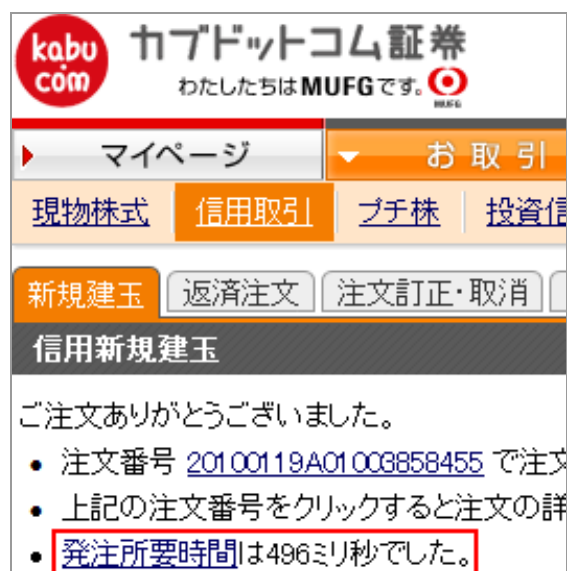 kabu
com
カブドットコム証券
わたしたちはMUFGです。
MUFG
マイページ
お取引
現物株式 信用取引 プチ株 投資信
新規建玉 返済注文 注文訂正・取消
信用新規建玉
ご注文ありがとうございました。
• 注文番号 20100119A01003858455 で注文
• 上記の注文番号をクリックすると注文の詳
• 発注所要時間は496ミリ秒でした。